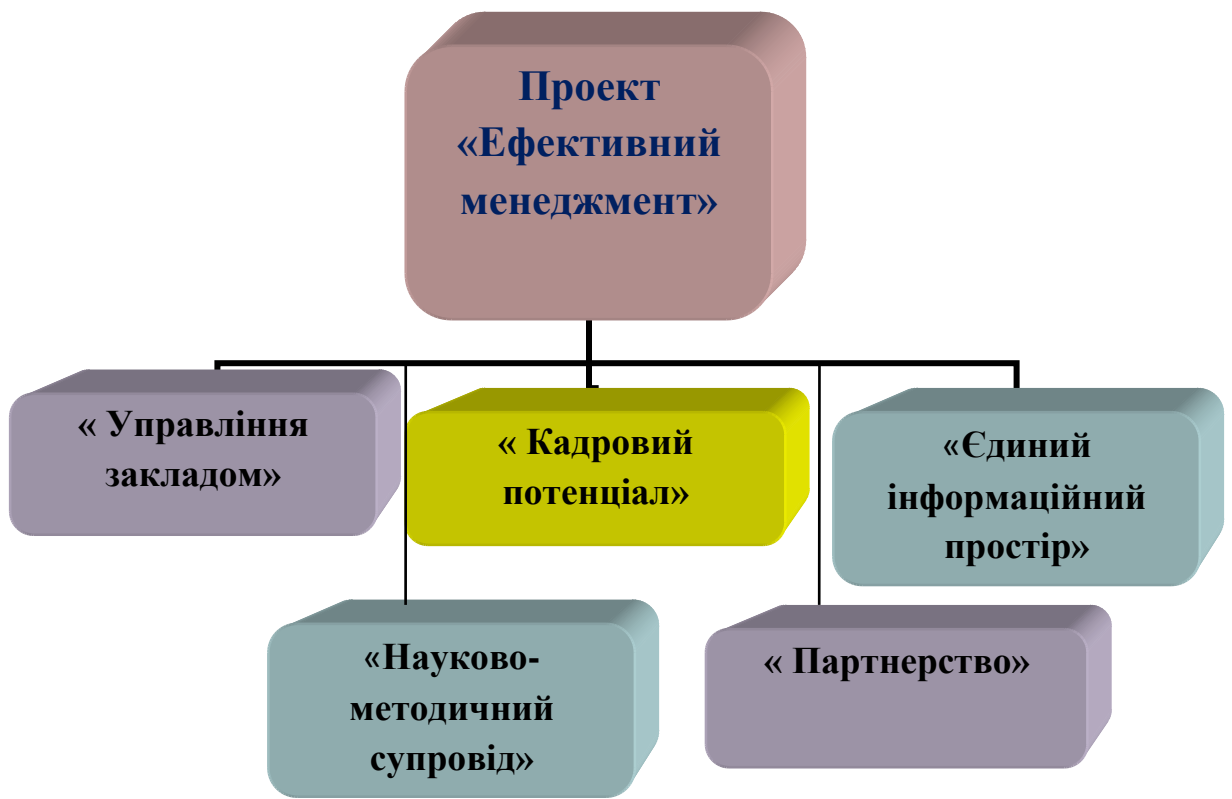 Проект
«Ефективний
менеджмент»
« Управління
закладом»
« Кадровий
потенціал»
«Єдиний
інформаційний
простір»
«Науково-
методичний
супровід»
« Партнерство»